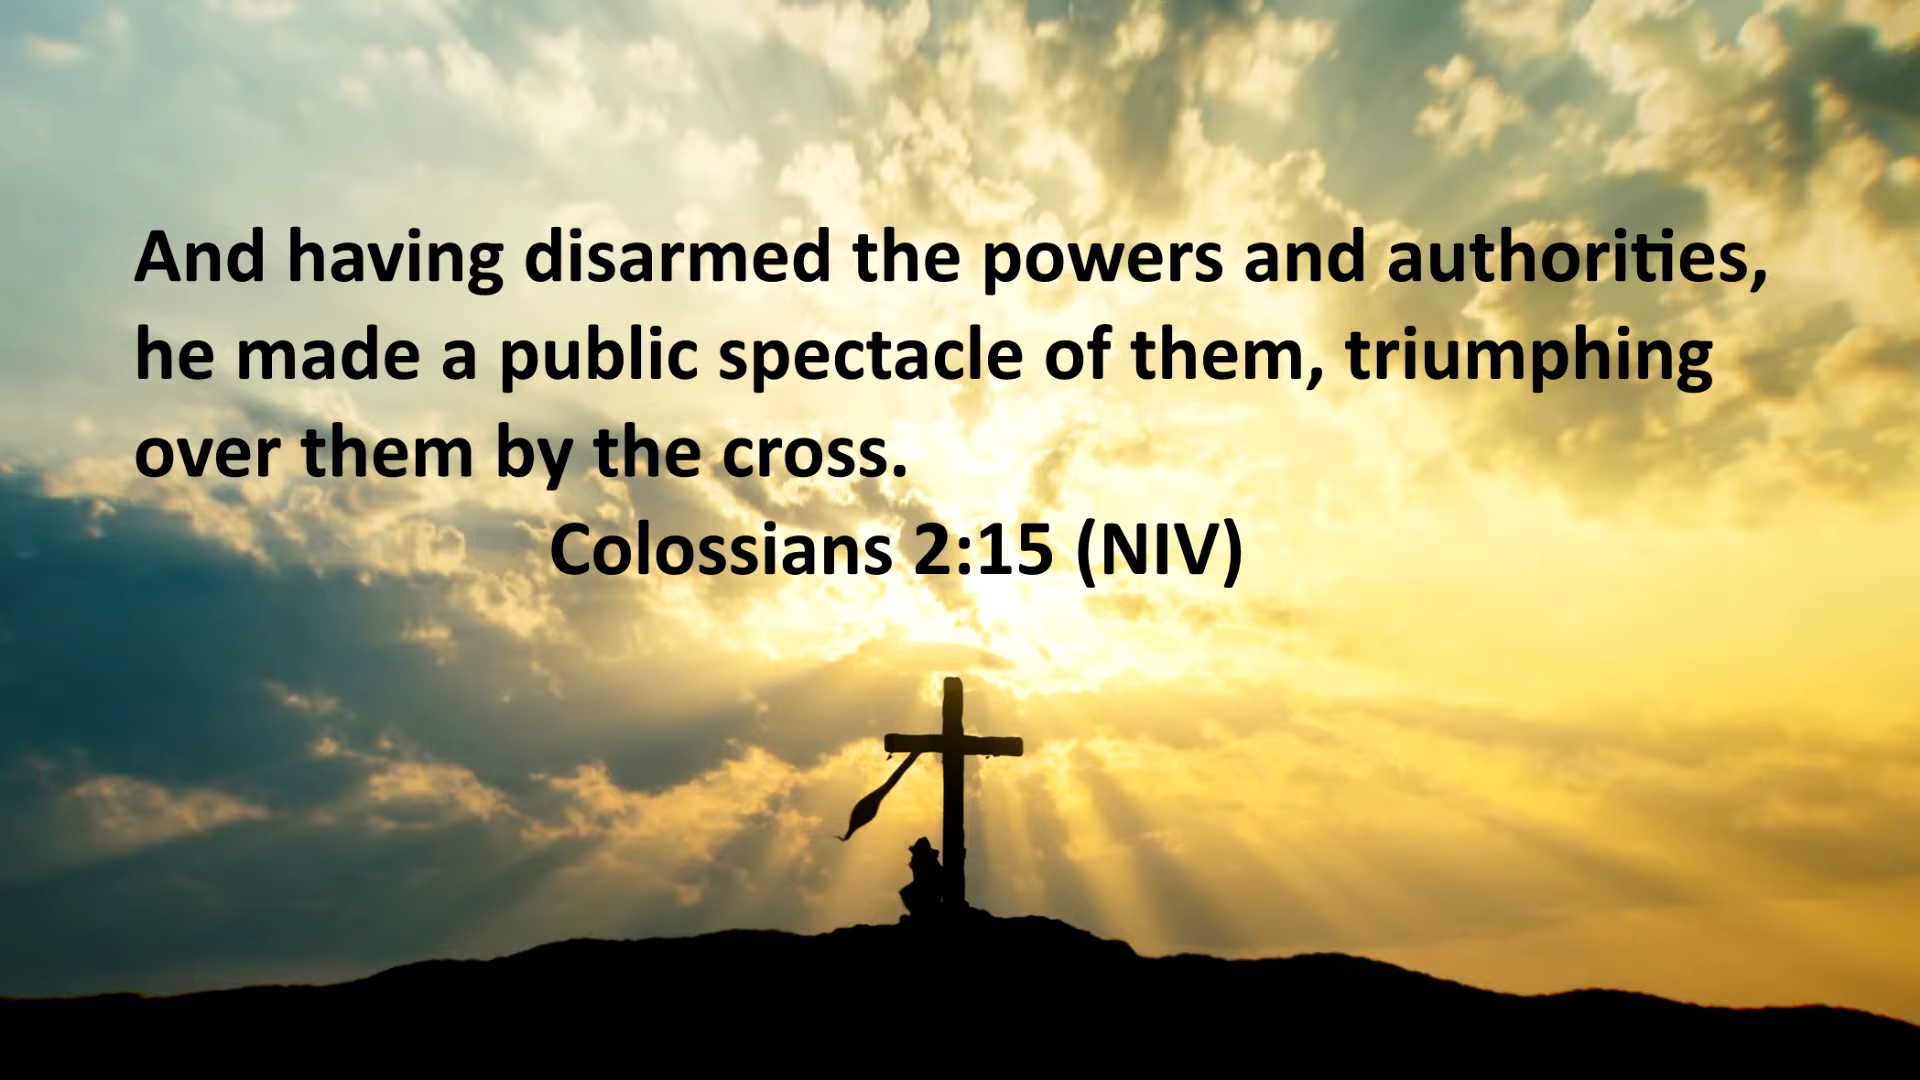 And having disarmed the powers and authorities,
he made a public spectacle of them, triumphing
over them by the cross.
Colossians 2:15 (NIV)